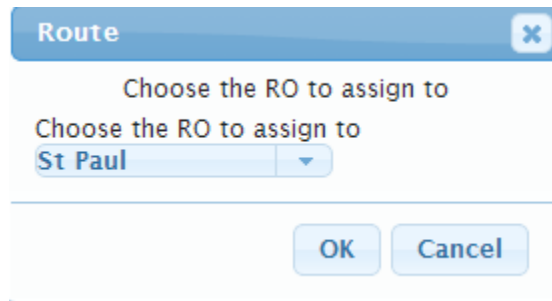 Route
Choose the RO to assign to
Choose the RO to assign to
St Paul
OK Cancel